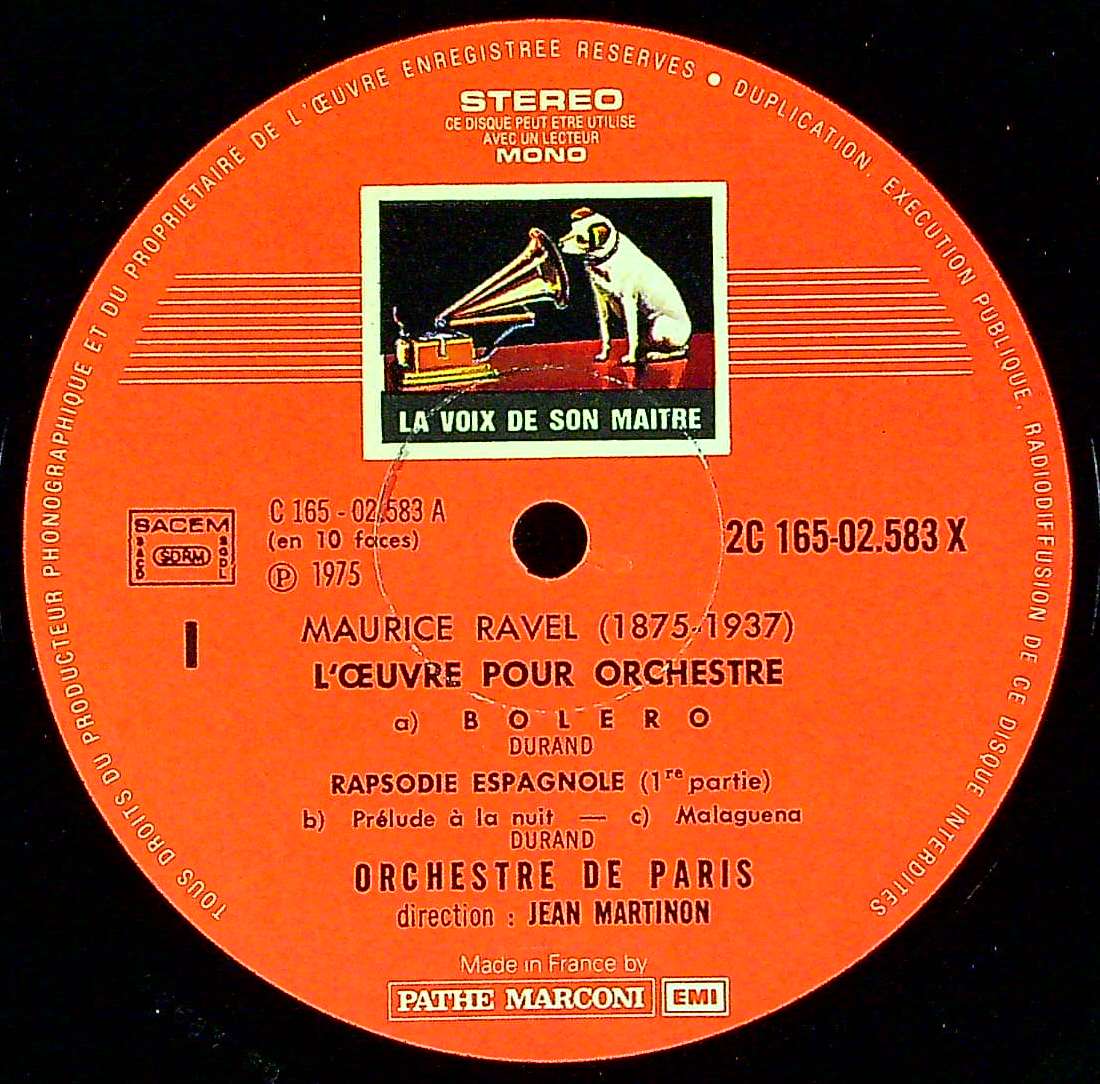 TOUS DROITS DU PRODUCTEUR PHONOGRAPHIQUE ET DU PROPRIETAIRE DE L'ŒUVRE ENREGISTREE RESERVES • DUPLICATION, EXECUTION PUBLIQUE, RADIODIFFUSION DE CE DISQUE INTERDITES
STEREO
CE DISQUE PEUT ETRE UTILISE
AVEC UN LECTEUR
MONO
LA VOIX DE SON MAITRE
SACEM
SACD
SDRM
SGDL
C 165 - 02.583 A
(en 10 faces)
℗ 1975
2C 165-02.583 X
I
MAURICE RAVEL (1875-1937)
L'ŒUVRE POUR ORCHESTRE
a) BOLERO
DURAND
RAPSODIE ESPAGNOLE (1re partie)
b) Prélude à la nuit — c) Malaguena
DURAND
ORCHESTRE DE PARIS
direction : JEAN MARTINON
Made in France by
PATHE MARCONI EMI